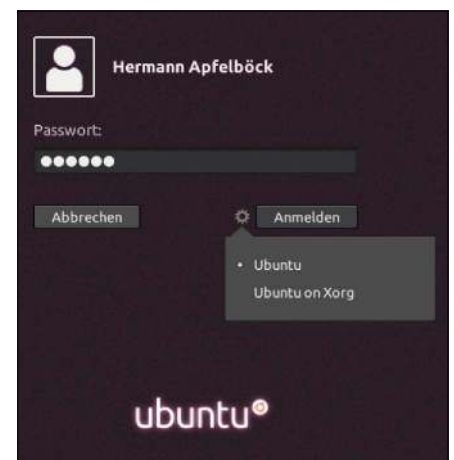 Hermann Apfelböck
Passwort:
Abbrechen
Anmelden
• Ubuntu
Ubuntu on Xorg
ubuntu